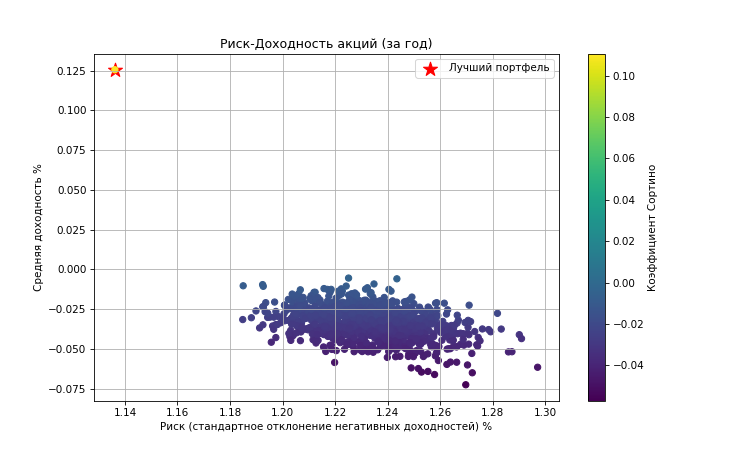 Риск-Доходность акций (за год)
Лучший портфель
Средняя доходность %
0.125
0.100
0.075
0.050
0.025
0.000
−0.025
−0.050
−0.075
1.14 1.16 1.18 1.20 1.22 1.24 1.26 1.28 1.30
Риск (стандартное отклонение негативных доходностей) %
0.10
0.08
0.06
0.04
0.02
0.00
−0.02
−0.04
Коэффициент Сортино